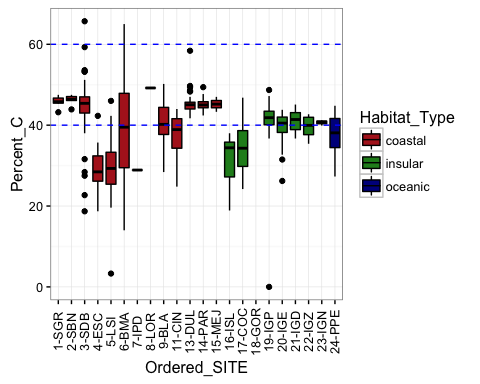 Percent_C
60
40
20
0
1-SGR
2-SBN
3-SDB
4-ESC
5-LSI
6-BMA
7-IPD
8-LOR
9-BLA
11-CIN
13-DUL
14-PAR
15-MEJ
16-ISL
17-COC
18-GOR
19-IGP
20-IGE
21-IGD
22-IGZ
23-IGN
24-PPE
Ordered_SITE
Habitat_Type
coastal
insular
oceanic